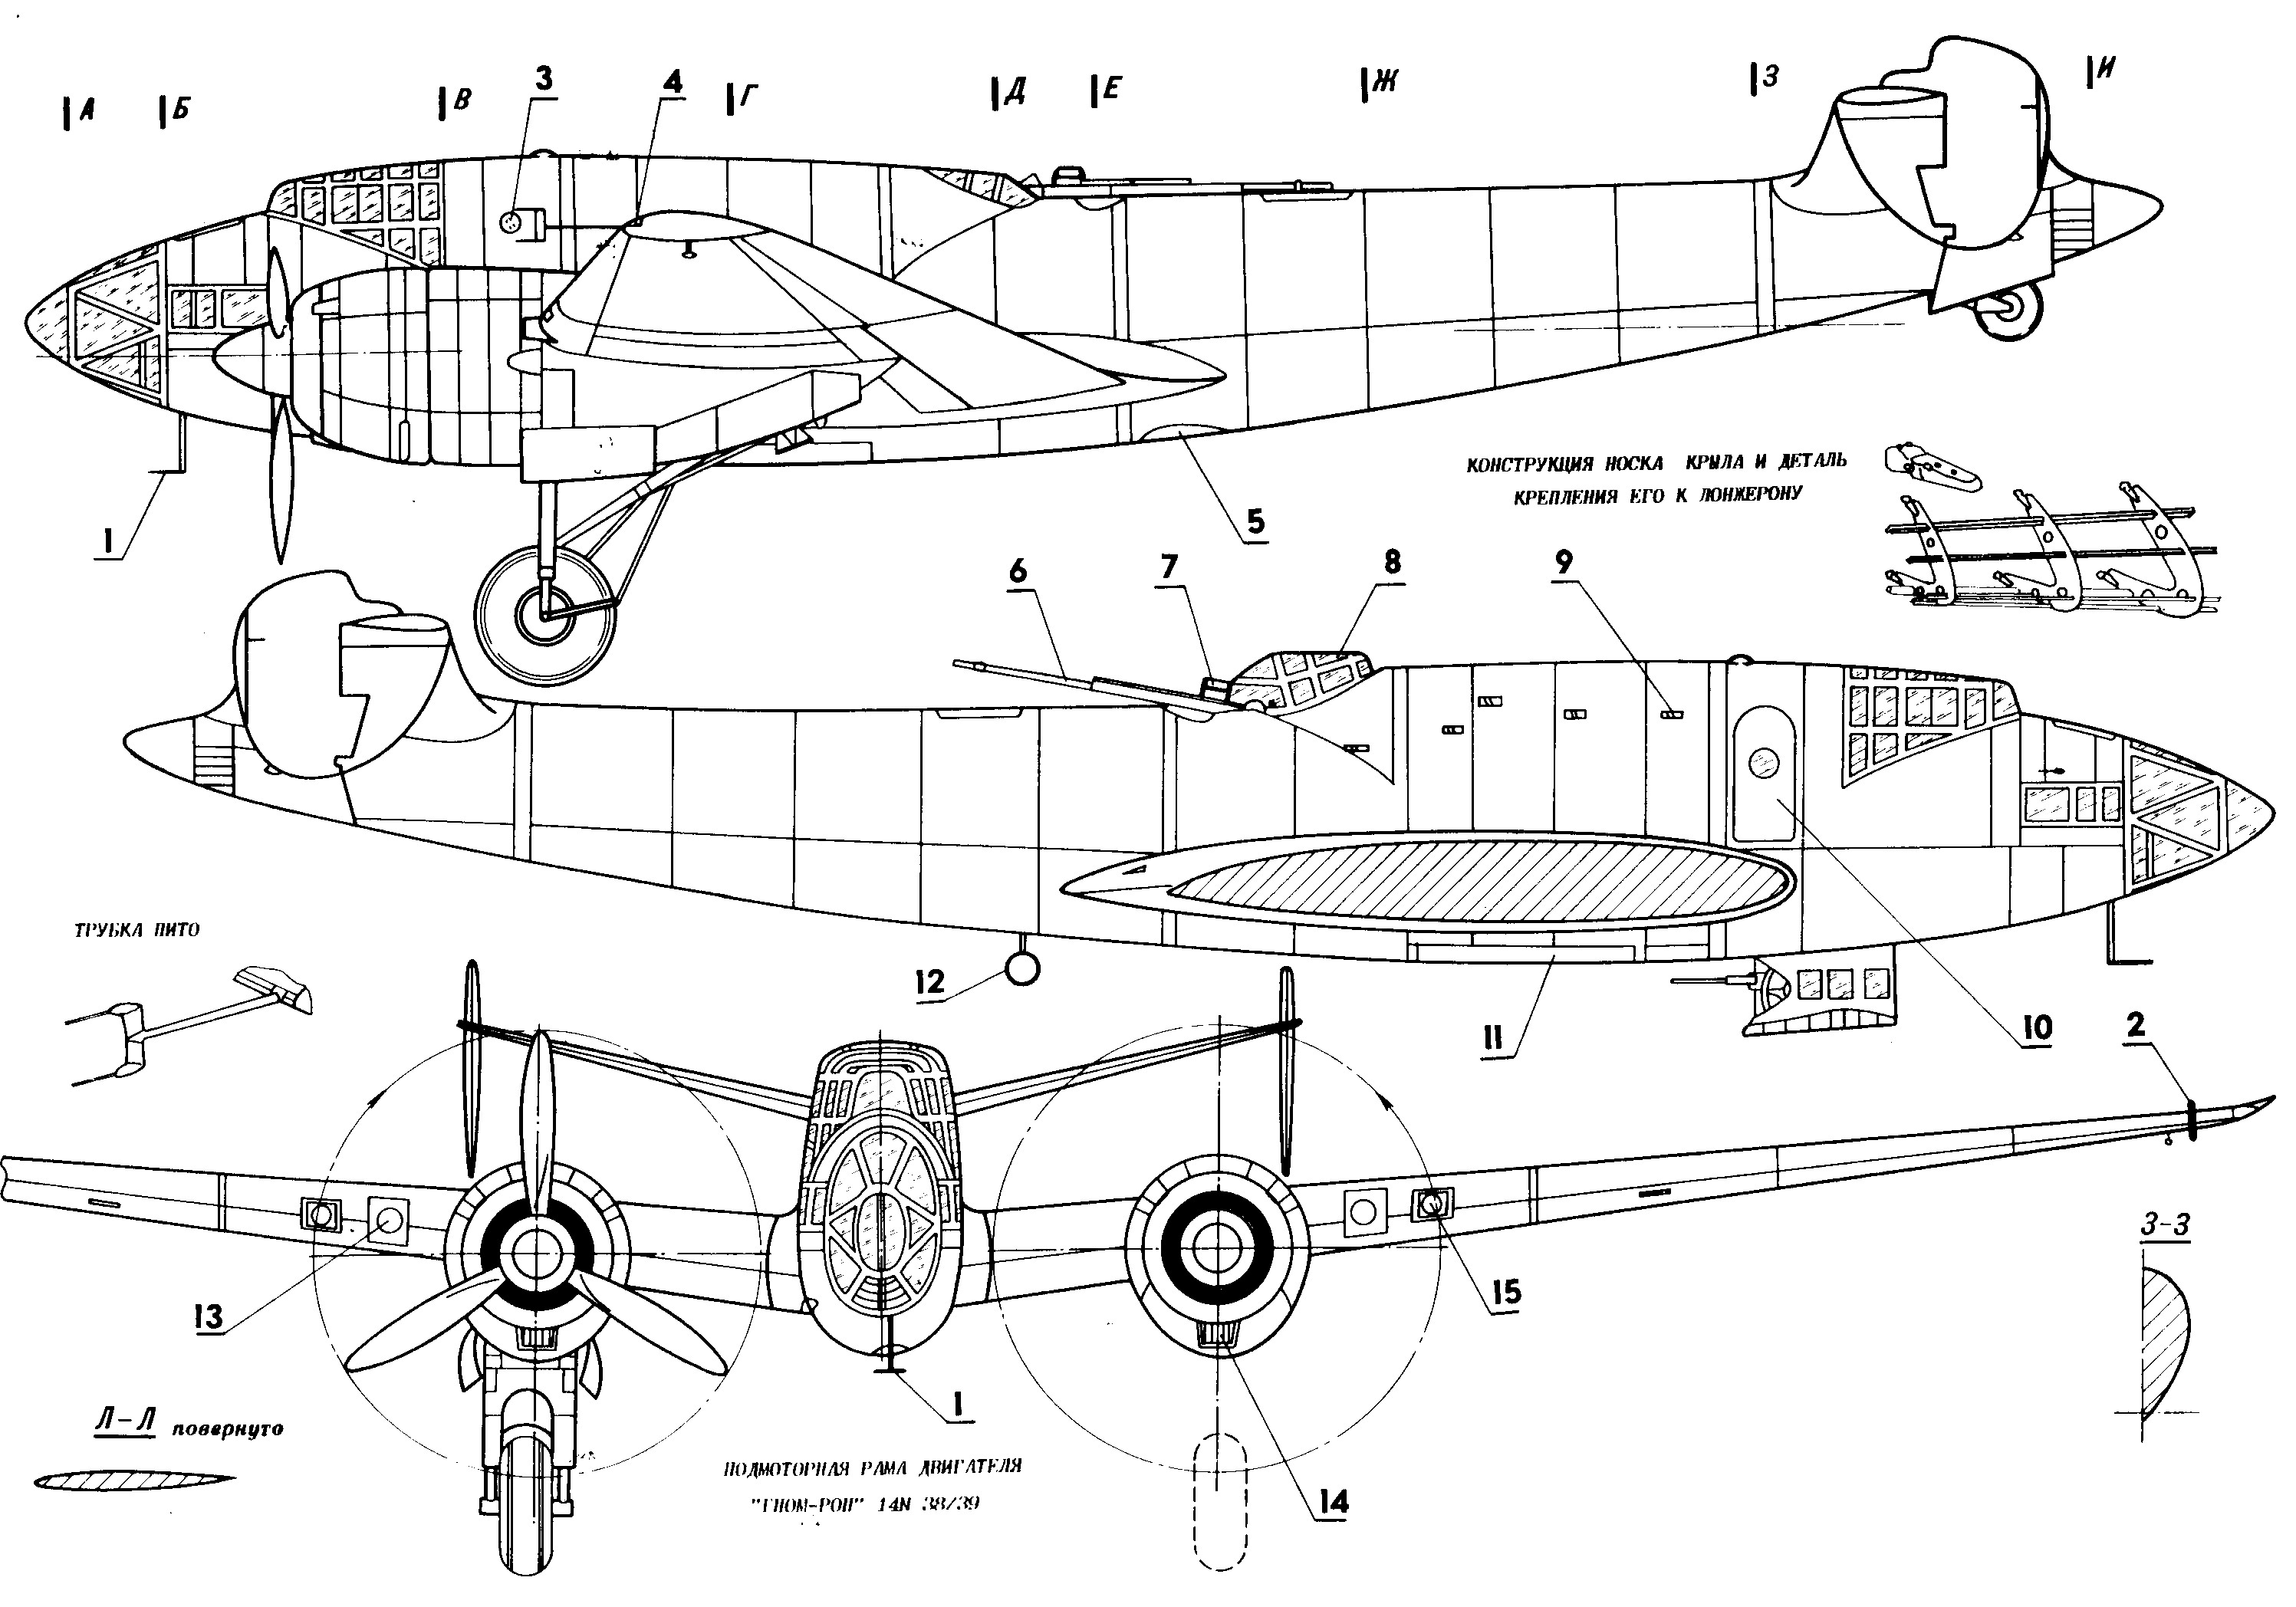 А Б В 3 4 Г Д Е Ж З И
1
5
КОНСТРУКЦИЯ НОСКА КРЫЛА И ДЕТАЛЬ
КРЕПЛЕНИЯ ЕГО К ЛОНЖЕРОНУ
6 7 8 9
ТРУБКА ПИТО
12
11
10
2
13
15
3-3
1
Л-Л повернуто
ПОДМОТОРНАЯ РАМА ДВИГАТЕЛЯ
"ГНОМ-РОН" 14N 38/39
14